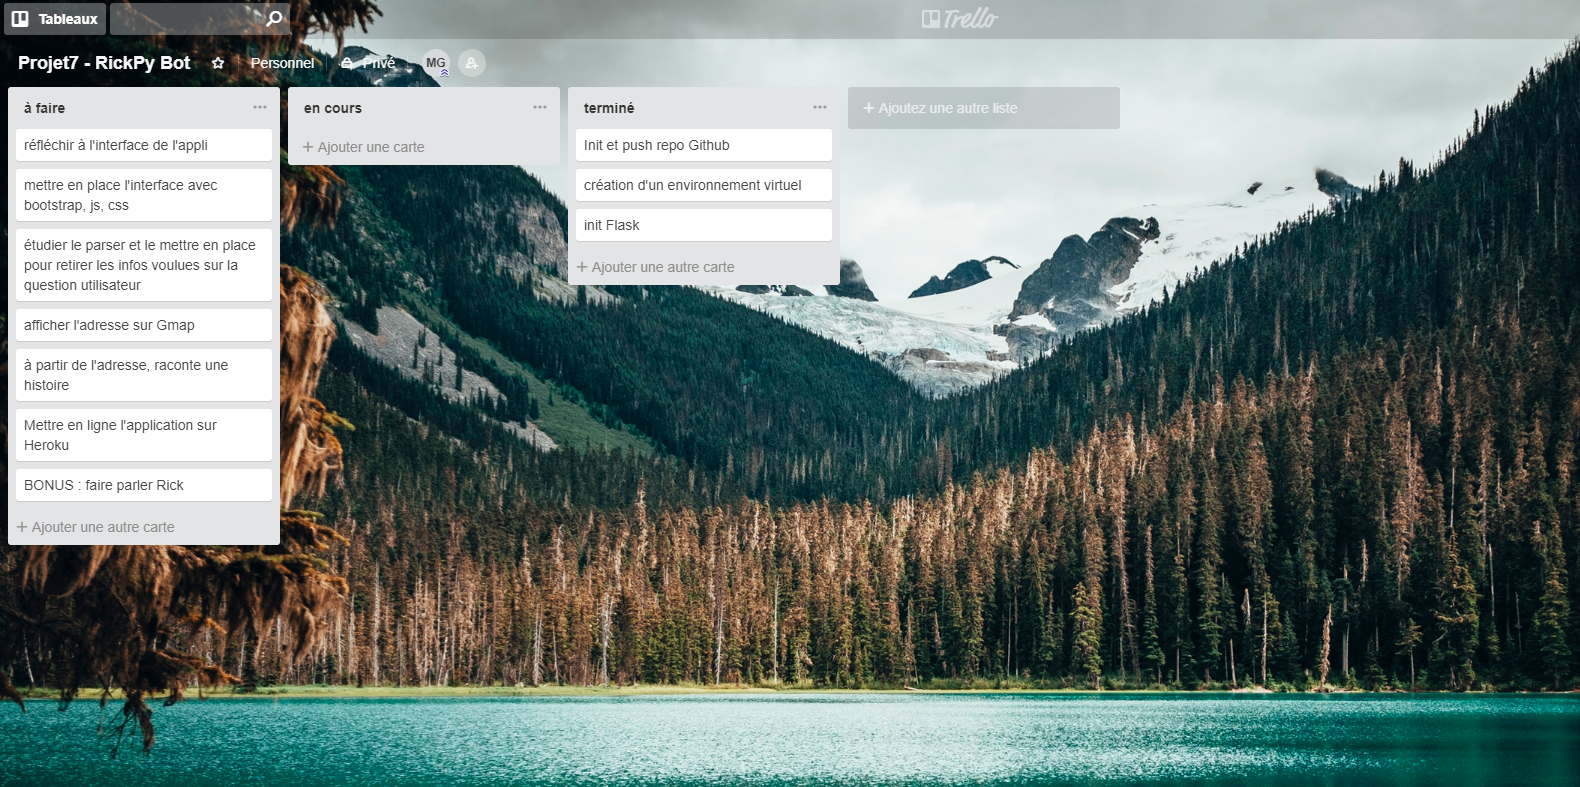 Tableaux
Trello
Projet7 - RickPy Bot
Personnel
Privé
MG
à faire
réfléchir à l'interface de l'appli
mettre en place l'interface avec
bootstrap, js, css
étudier le parser et le mettre en place
pour retirer les infos voulues sur la
question utilisateur
afficher l'adresse sur Gmap
à partir de l'adresse, raconte une
histoire
Mettre en ligne l'application sur
Heroku
BONUS : faire parler Rick
+ Ajouter une autre carte
en cours
+ Ajouter une carte
terminé
Init et push repo Github
création d'un environnement virtuel
init Flask
+ Ajouter une autre carte
+ Ajoutez une autre liste